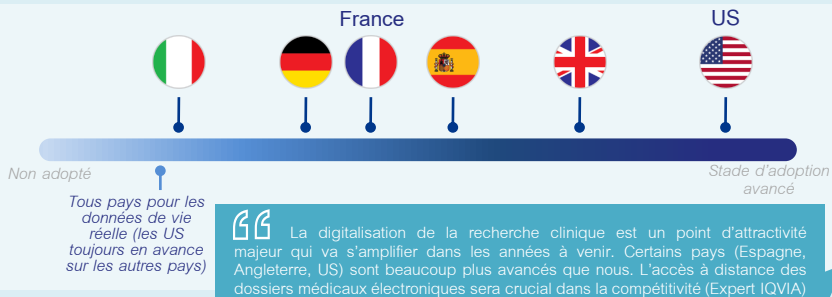 France
US
Non adopté
Stade d'adoption
avancé
Tous pays pour les
données de vie
réelle (les US
toujours en avance
sur les autres pays)
“ La digitalisation de la recherche clinique est un point d'attractivité
majeur qui va s'amplifier dans les années à venir. Certains pays (Espagne,
Angleterre, US) sont beaucoup plus avancés que nous. L'accès à distance des
dossiers médicaux électroniques sera crucial dans la compétitivité (Expert IQVIA)